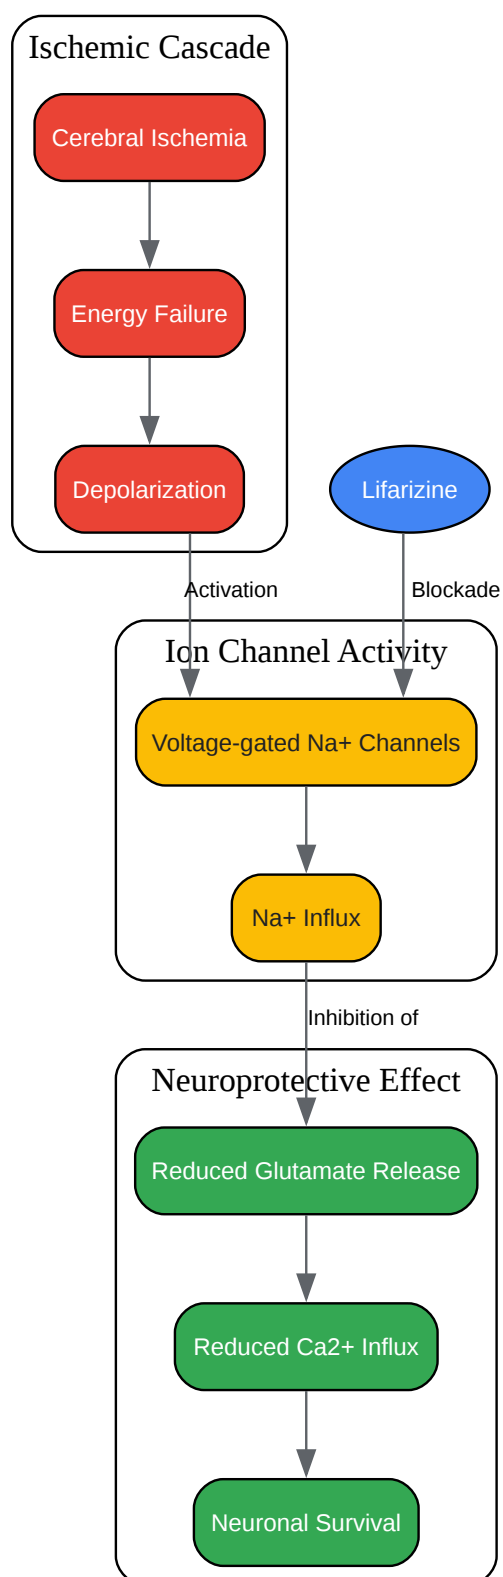 Ischemic Cascade
Cerebral Ischemia
Energy Failure
Depolarization
Lifarizine
Activation
Blockade
Ion Channel Activity
Voltage-gated Na+ Channels
Na+ Influx
Inhibition of
Neuroprotective Effect
Reduced Glutamate Release
Reduced Ca2+ Influx
Neuronal Survival